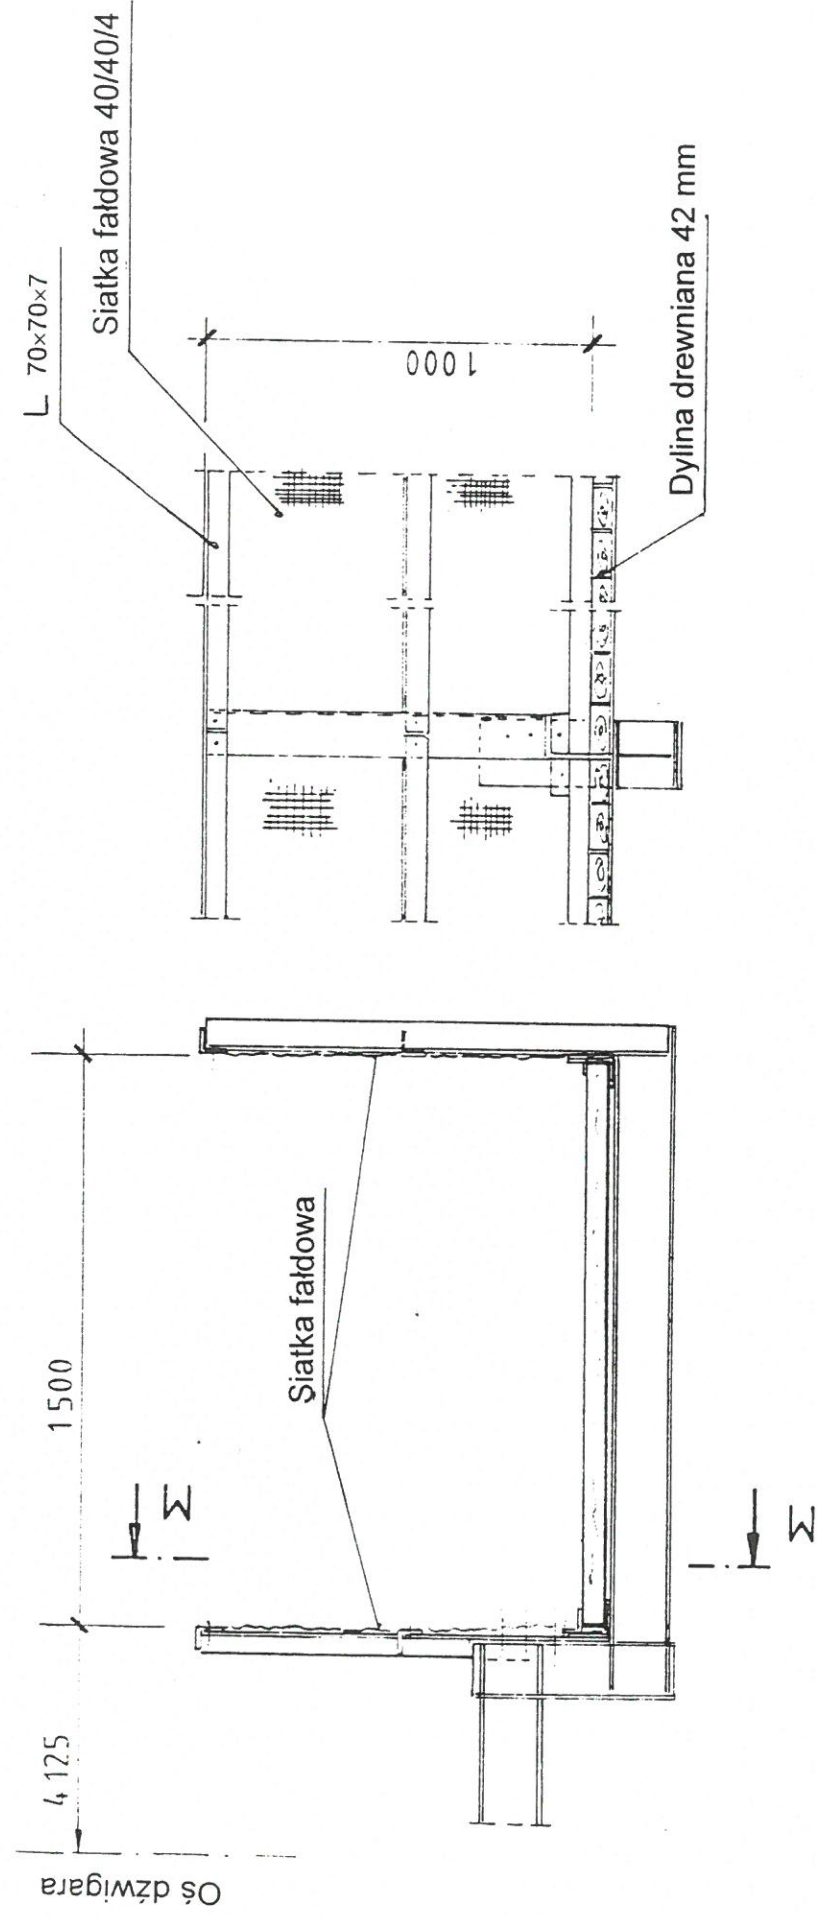 Oś dźwigara
4125
1500
Siatka fałdowa
M
M
L 70×70×7
Siatka fałdowa 40/40/4
1000
Dylina drewniana 42 mm